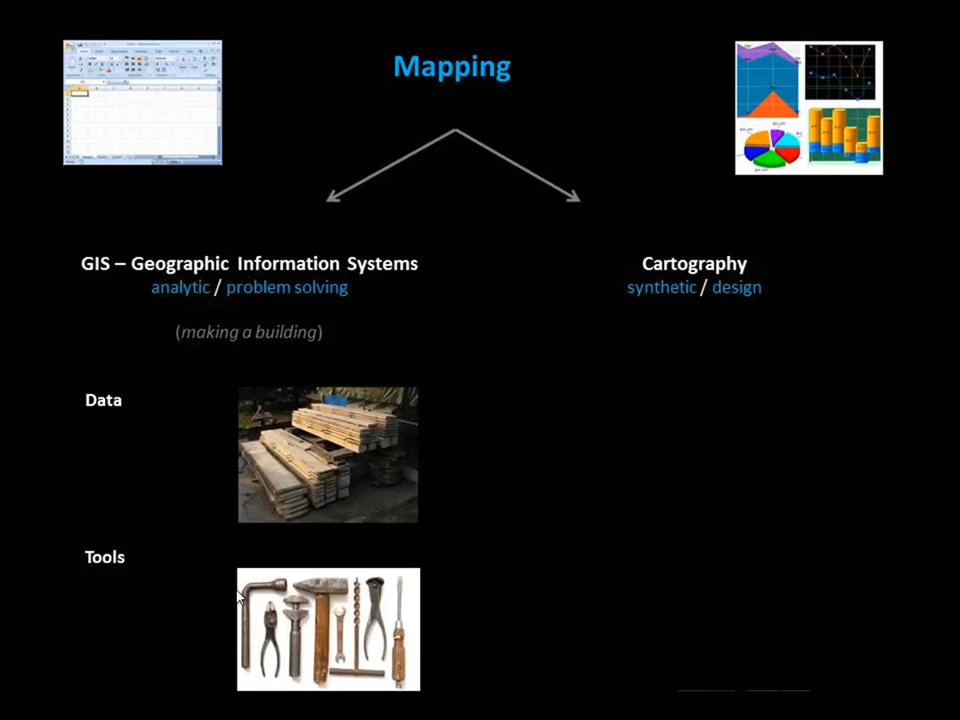 Mapping
GIS – Geographic Information Systems
analytic / problem solving
(making a building)
Cartography
synthetic / design
Data
Tools